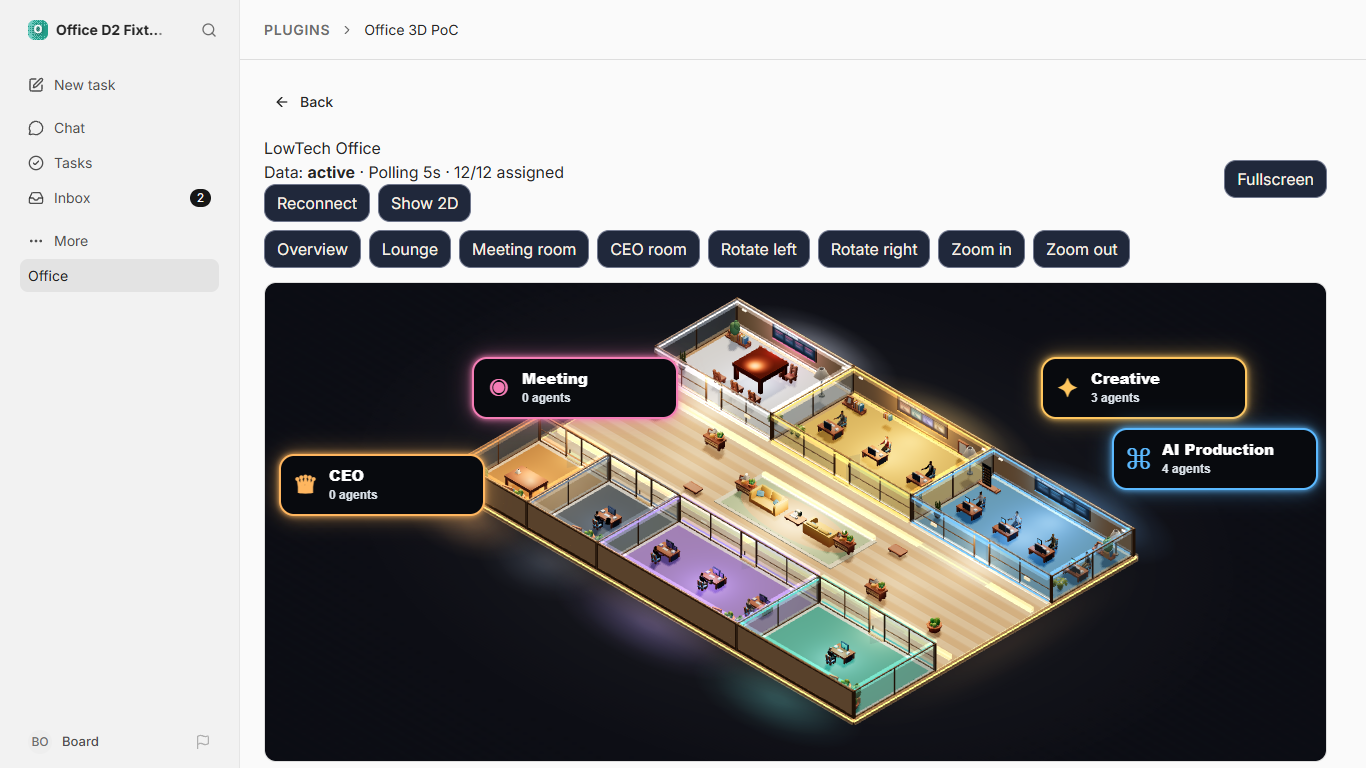 Office D2 Fixt...
New task
Chat
Tasks
Inbox
2
More
Office
BO
Board
PLUGINS
Office 3D PoC
Back
LowTech Office
Data: active · Polling 5s · 12/12 assigned
Reconnect
Show 2D
Fullscreen
Overview
Lounge
Meeting room
CEO room
Rotate left
Rotate right
Zoom in
Zoom out
Meeting
0 agents
Creative
3 agents
AI Production
4 agents
CEO
0 agents